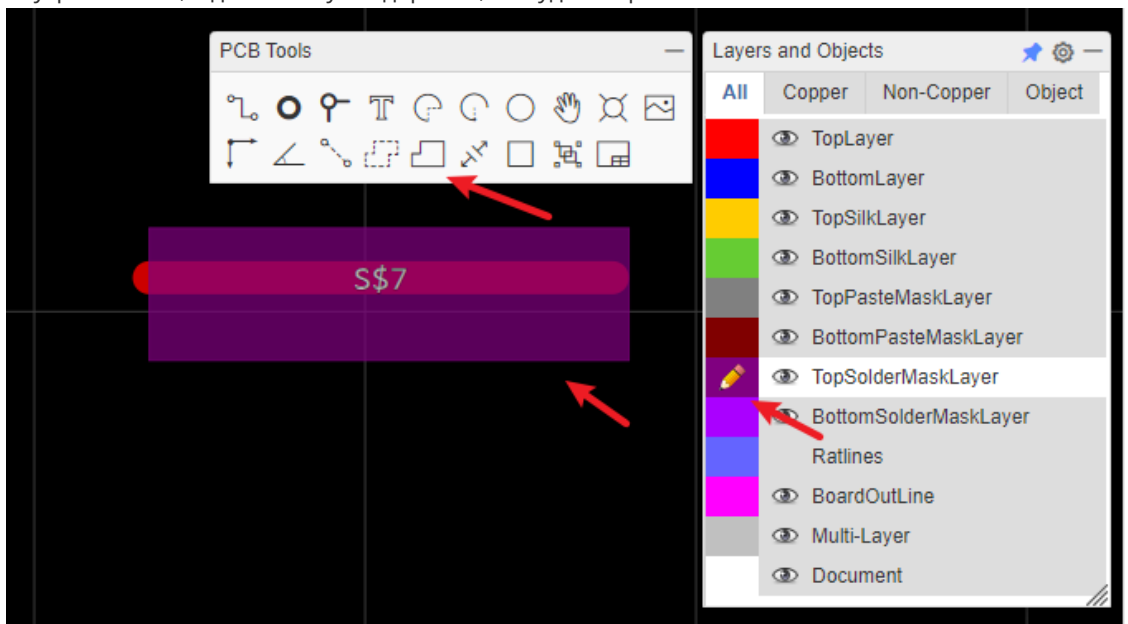 PCB Tools
S$7
Layers and Objects
All Copper Non-Copper Object
TopLayer
BottomLayer
TopSilkLayer
BottomSilkLayer
TopPasteMaskLayer
BottomPasteMaskLayer
TopSolderMaskLayer
BottomSolderMaskLayer
Ratlines
BoardOutLine
Multi-Layer
Document